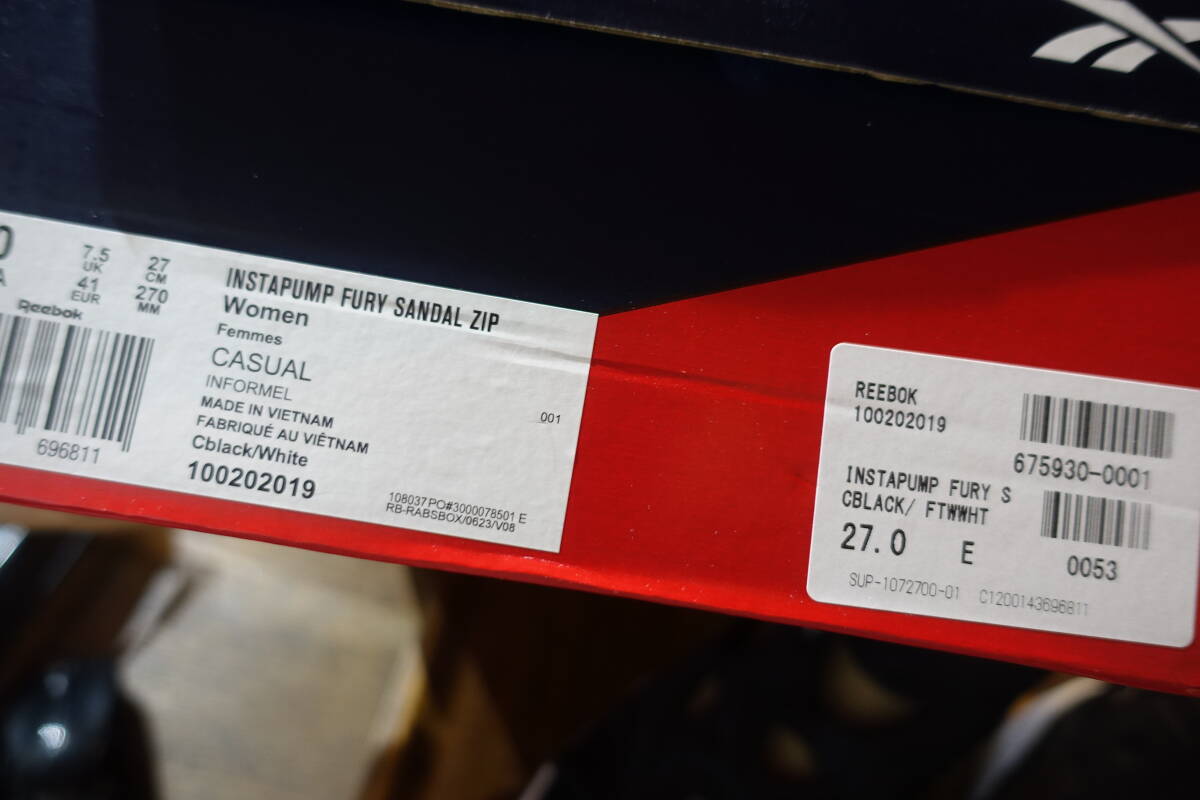 7.5
UK
27
CM
41
EUR
270
MM
Reebok
696811
INSTAPUMP FURY SANDAL ZIP
Women
Femmes
CASUAL
INFORMEL
MADE IN VIETNAM
FABRIQUÉ AU VIÊTNAM
Cblack/White
100202019
001
108037 PO#3000078501 E
RB-RABSBOX/0623/V08
REEBOK
100202019
675930-0001
INSTAPUMP FURY S
CBLACK/ FTWWHT
27.0 E
0053
SUP-1072700-01 C1200143696811